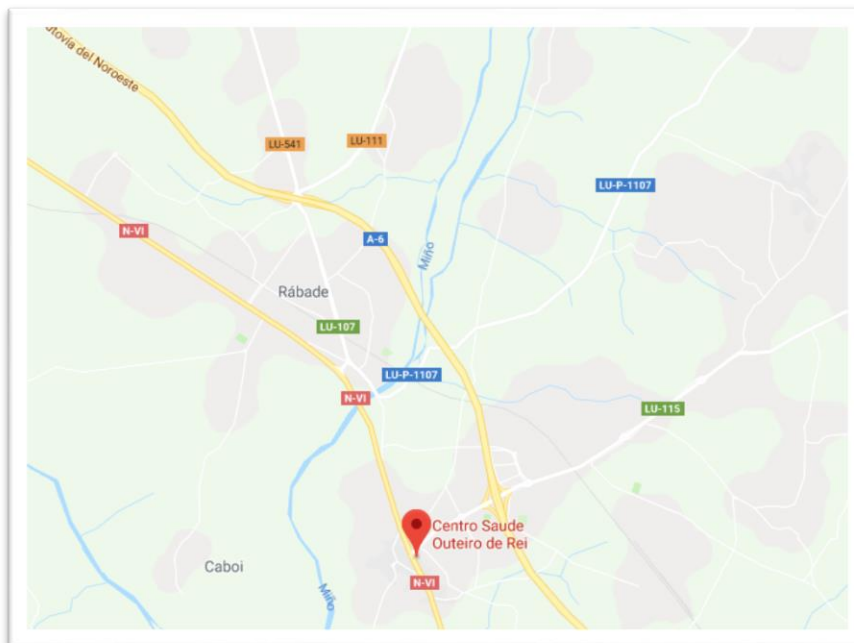 utovía del Noroeste
LU-541
LU-111
LU-P-1107
N-VI
A-6
Miño
Rábade
LU-107
LU-P-1107
N-VI
LU-115
Centro Saude
Outeiro de Rei
Caboi
N-VI
Miño